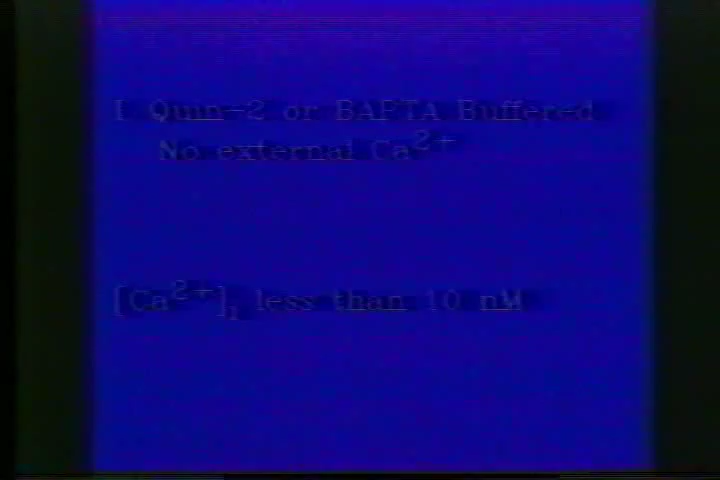 I Quin-2 or BAPTA Buffered
No external Ca²⁺
[Ca²⁺]ᵢ less than 10 nM